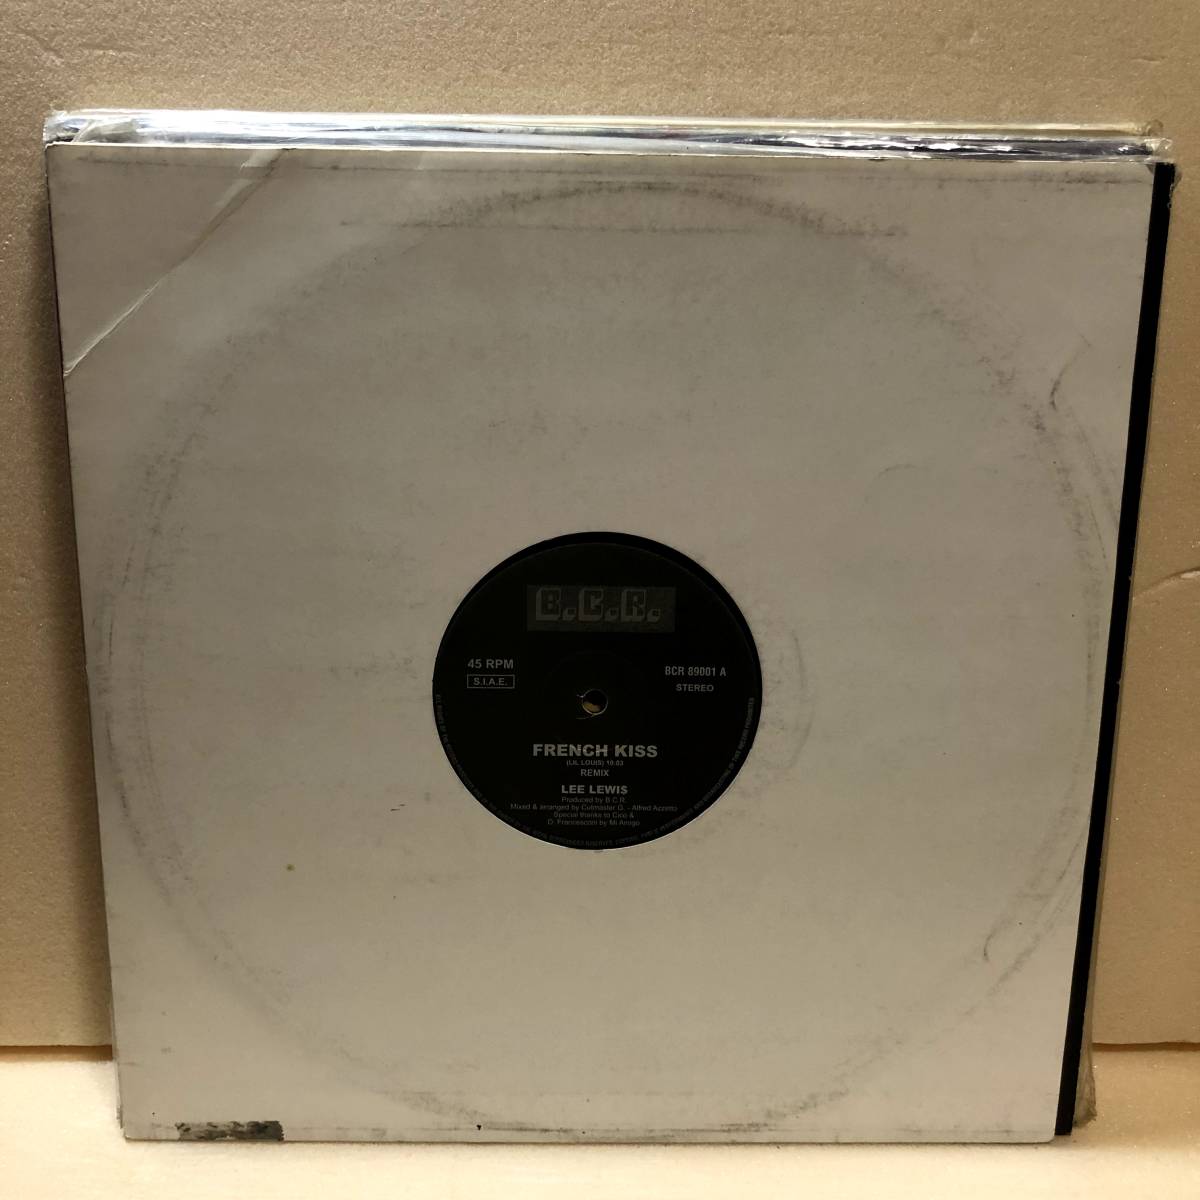 B.C.R.
45 RPM
BCR 89001 A
S.I.A.E.
STEREO
FRENCH KISS
(LIL LOUIS) 10:03
REMIX
LEE LEWIS
Produced by B.C.R.
Mixed & arranged by Cutmaster G. - Alfred Azzetto
Special thanks to Cico &
D. Francesconi by Mi Amigo